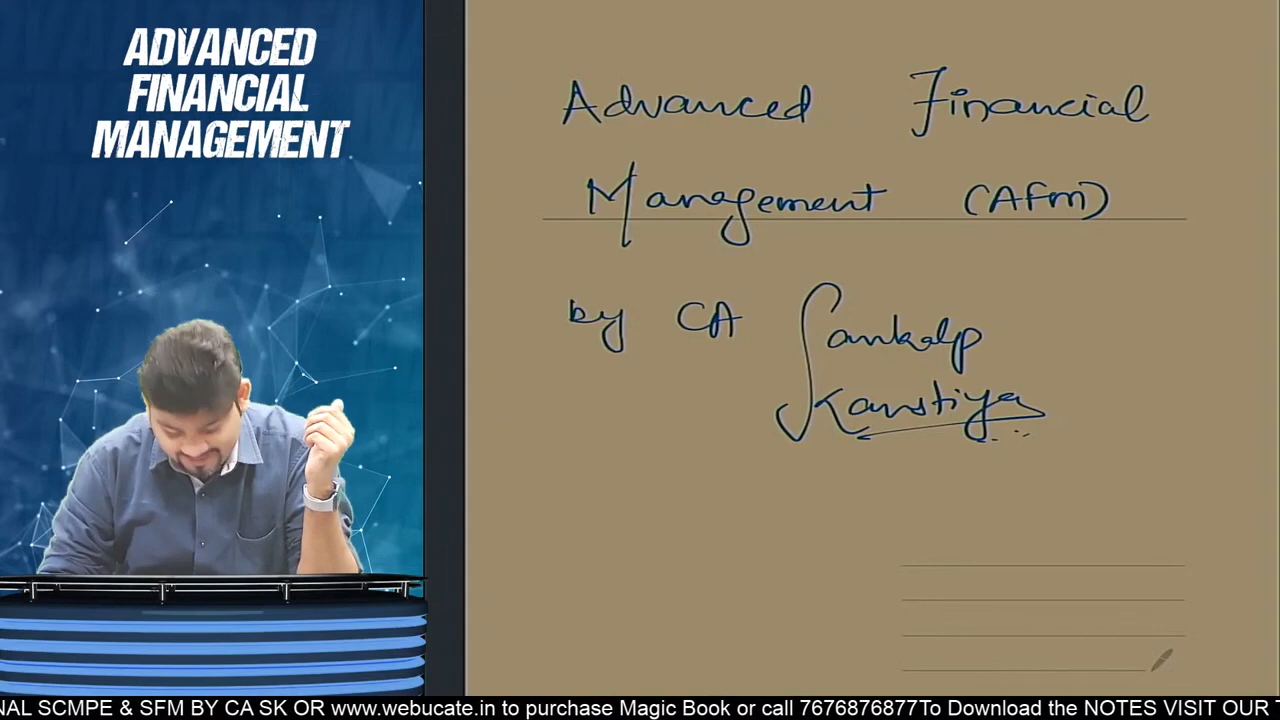 ADVANCED
FINANCIAL
MANAGEMENT
Advanced Financial
Management (AFM)
by CA Sankalp
Kanstiya
NAL SCMPE & SFM BY CA SK OR www.webucate.in to purchase Magic Book or call 7676876877To Download the NOTES VISIT OUR